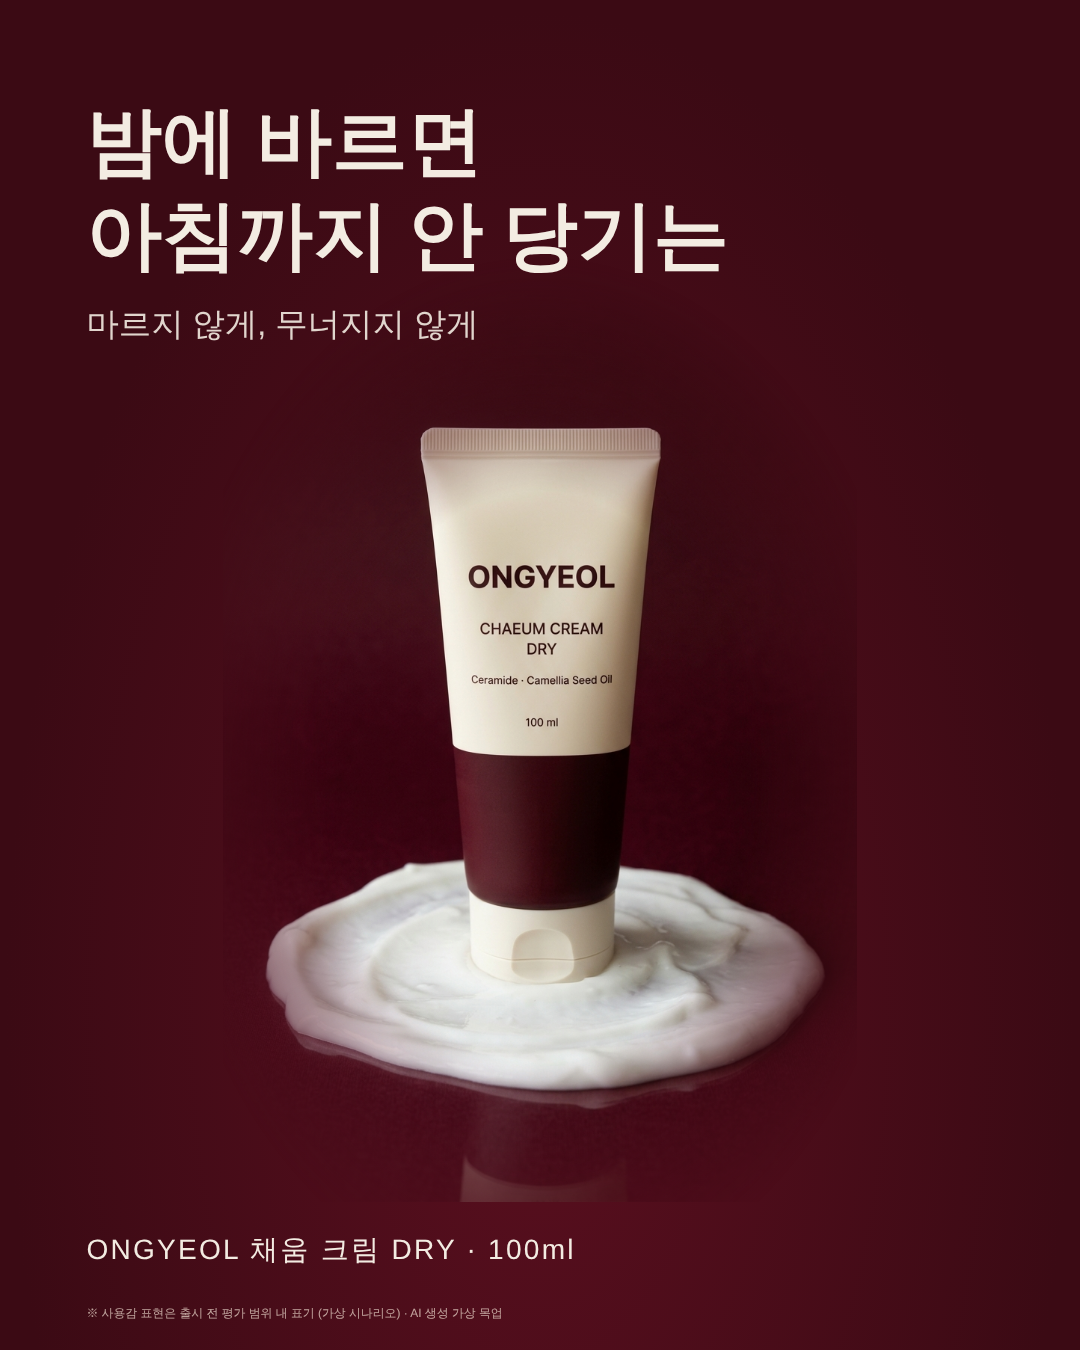 밤에 바르면
아침까지 안 당기는
마르지 않게, 무너지지 않게
ONGYEOL
CHAEUM CREAM
DRY
Ceramide · Camellia Seed Oil
100 ml
ONGYEOL 채움 크림 DRY · 100ml
※ 사용감 표현은 출시 전 평가 범위 내 표기 (가상 시나리오) · AI 생성 가상 목업